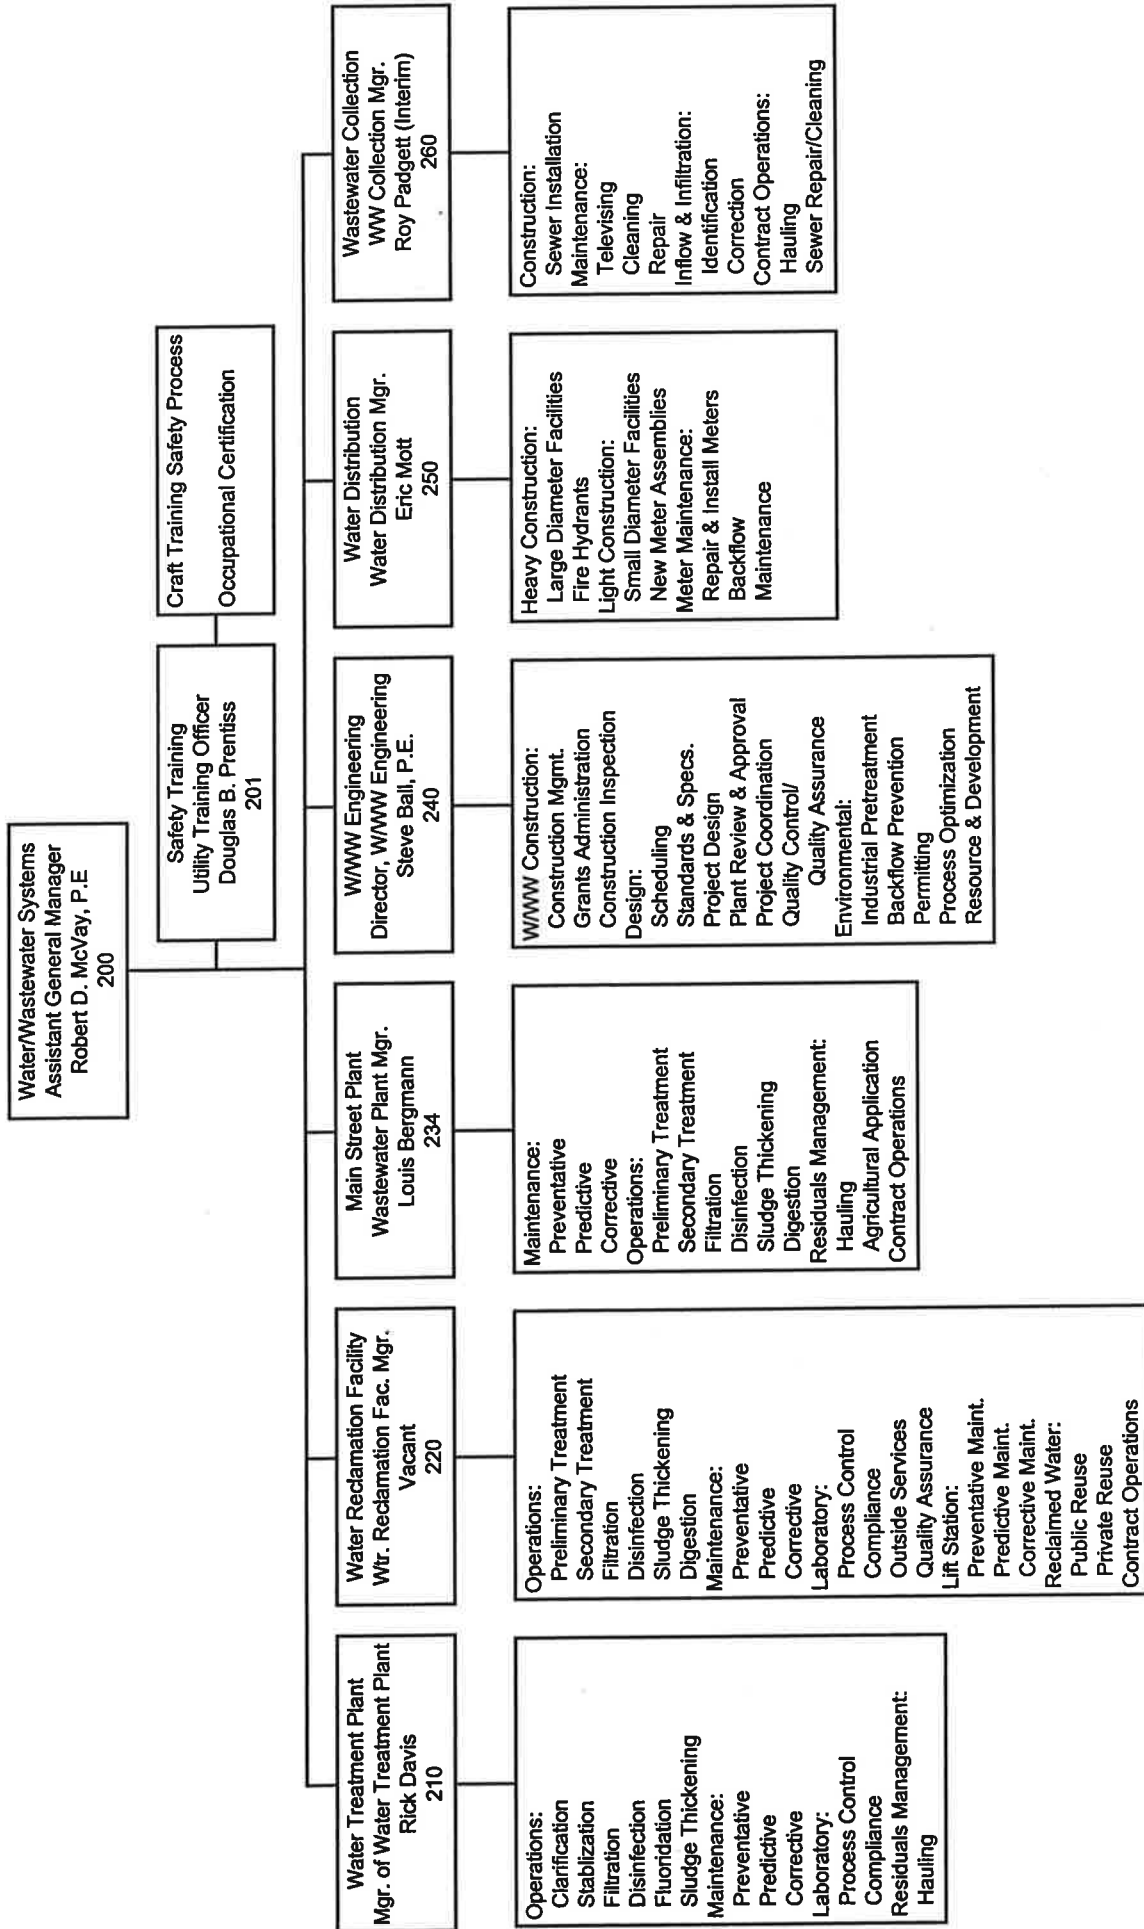 Water/Wastewater Systems
Assistant General Manager
Robert D. McVay, P.E
200
Safety Training
Utility Training Officer
Douglas B. Prentiss
201
Craft Training Safety Process
Occupational Certification
Water Treatment Plant
Mgr. of Water Treatment Plant
Rick Davis
210
Operations:
Clarification
Stablization
Filtration
Disinfection
Fluoridation
Sludge Thickening
Maintenance:
Preventative
Predictive
Corrective
Laboratory:
Process Control
Compliance
Residuals Management:
Hauling
Water Reclamation Facility
Wtr. Reclamation Fac. Mgr.
Vacant
220
Operations:
Preliminary Treatment
Secondary Treatment
Filtration
Disinfection
Sludge Thickening
Digestion
Maintenance:
Preventative
Predictive
Corrective
Laboratory:
Process Control
Compliance
Outside Services
Quality Assurance
Lift Station:
Preventative Maint.
Predictive Maint.
Corrective Maint.
Reclaimed Water:
Public Reuse
Private Reuse
Contract Operations
Main Street Plant
Wastewater Plant Mgr.
Louis Bergmann
234
Maintenance:
Preventative
Predictive
Corrective
Operations:
Preliminary Treatment
Secondary Treatment
Filtration
Disinfection
Sludge Thickening
Digestion
Residuals Management:
Hauling
Agricultural Application
Contract Operations
W/WW Engineering
Director, W/WW Engineering
Steve Ball, P.E.
240
W/WW Construction:
Construction Mgmt.
Grants Administration
Construction Inspection
Design:
Scheduling
Standards & Specs.
Project Design
Plant Review & Approval
Project Coordination
Quality Control/
Quality Assurance
Environmental:
Industrial Pretreatment
Backflow Prevention
Permitting
Process Optimization
Resource & Development
Water Distribution
Water Distribution Mgr.
Eric Mott
250
Heavy Construction:
Large Diameter Facilities
Fire Hydrants
Light Construction:
Small Diameter Facilities
New Meter Assemblies
Meter Maintenance:
Repair & Install Meters
Backflow
Maintenance
Wastewater Collection
WW Collection Mgr.
Roy Padgett (Interim)
260
Construction:
Sewer Installation
Maintenance:
Televising
Cleaning
Repair
Inflow & Infiltration:
Identification
Correction
Contract Operations:
Hauling
Sewer Repair/Cleaning